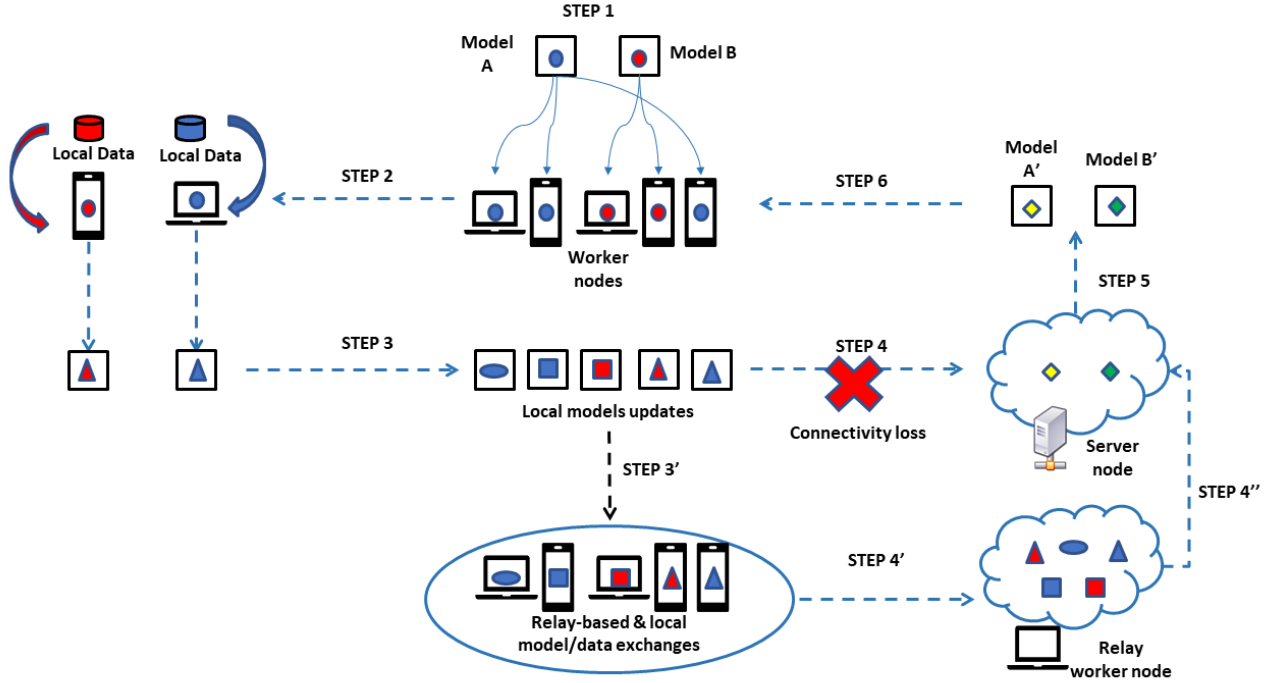 STEP 1
Model
A
Model B
Local Data
Local Data
STEP 2
Worker
nodes
STEP 6
Model
A’
Model B’
STEP 5
STEP 3
Local models updates
STEP 4
Connectivity loss
Server
node
STEP 3’
STEP 4’’
Relay-based & local
model/data exchanges
STEP 4’
Relay
worker node